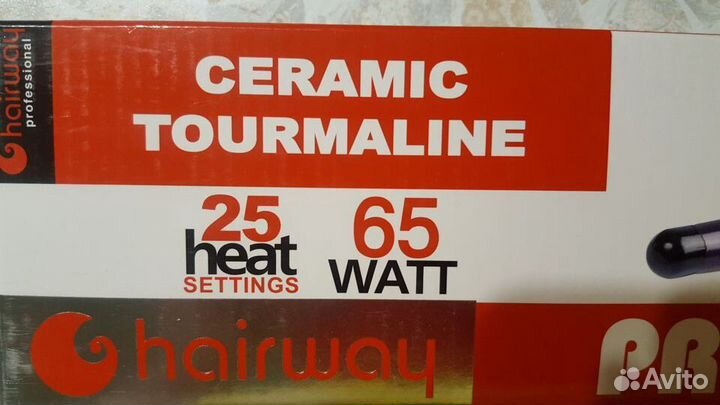 hairway
professional
CERAMIC
TOURMALINE
25
heat
SETTINGS
65
WATT
hairway
Avito